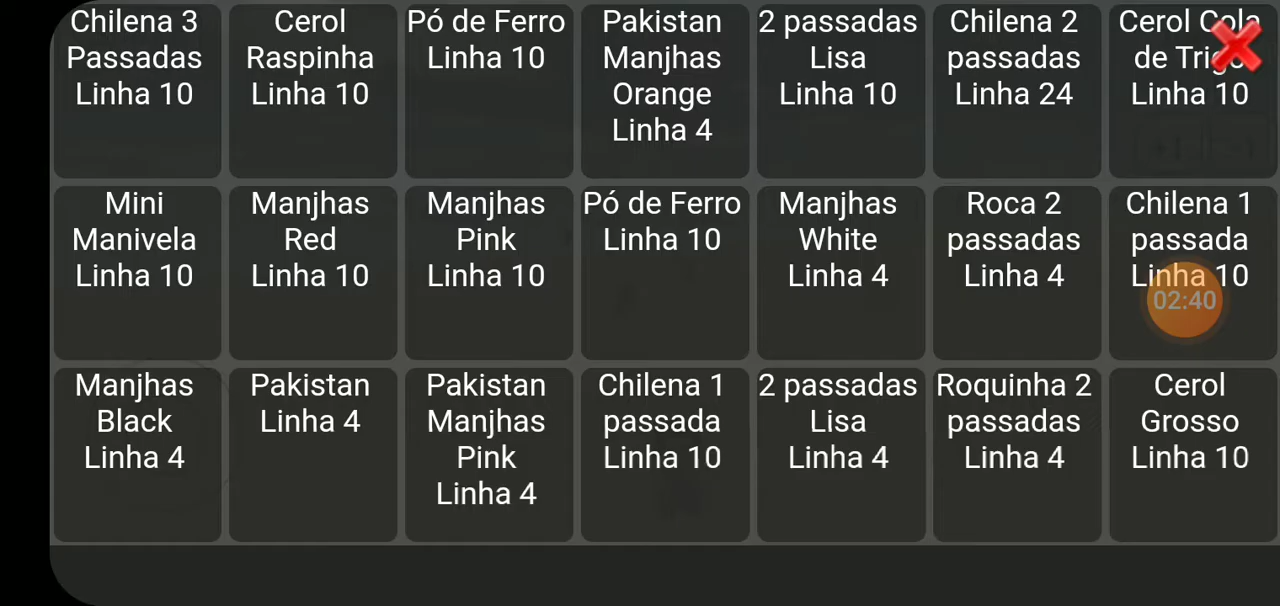 Chilena 3
Passadas
Linha 10
Cerol
Raspinha
Linha 10
Pó de Ferro
Linha 10
Pakistan
Manjhas
Orange
Linha 4
2 passadas
Lisa
Linha 10
Chilena 2
passadas
Linha 24
Cerol Cola
de Trigo
Linha 10
Mini
Manivela
Linha 10
Manjhas
Red
Linha 10
Manjhas
Pink
Linha 10
Pó de Ferro
Linha 10
Manjhas
White
Linha 4
Roca 2
passadas
Linha 4
Chilena 1
passada
Linha 10
02:40
Manjhas
Black
Linha 4
Pakistan
Linha 4
Pakistan
Manjhas
Pink
Linha 4
Chilena 1
passada
Linha 10
2 passadas
Lisa
Linha 4
Roquinha 2
passadas
Linha 4
Cerol
Grosso
Linha 10